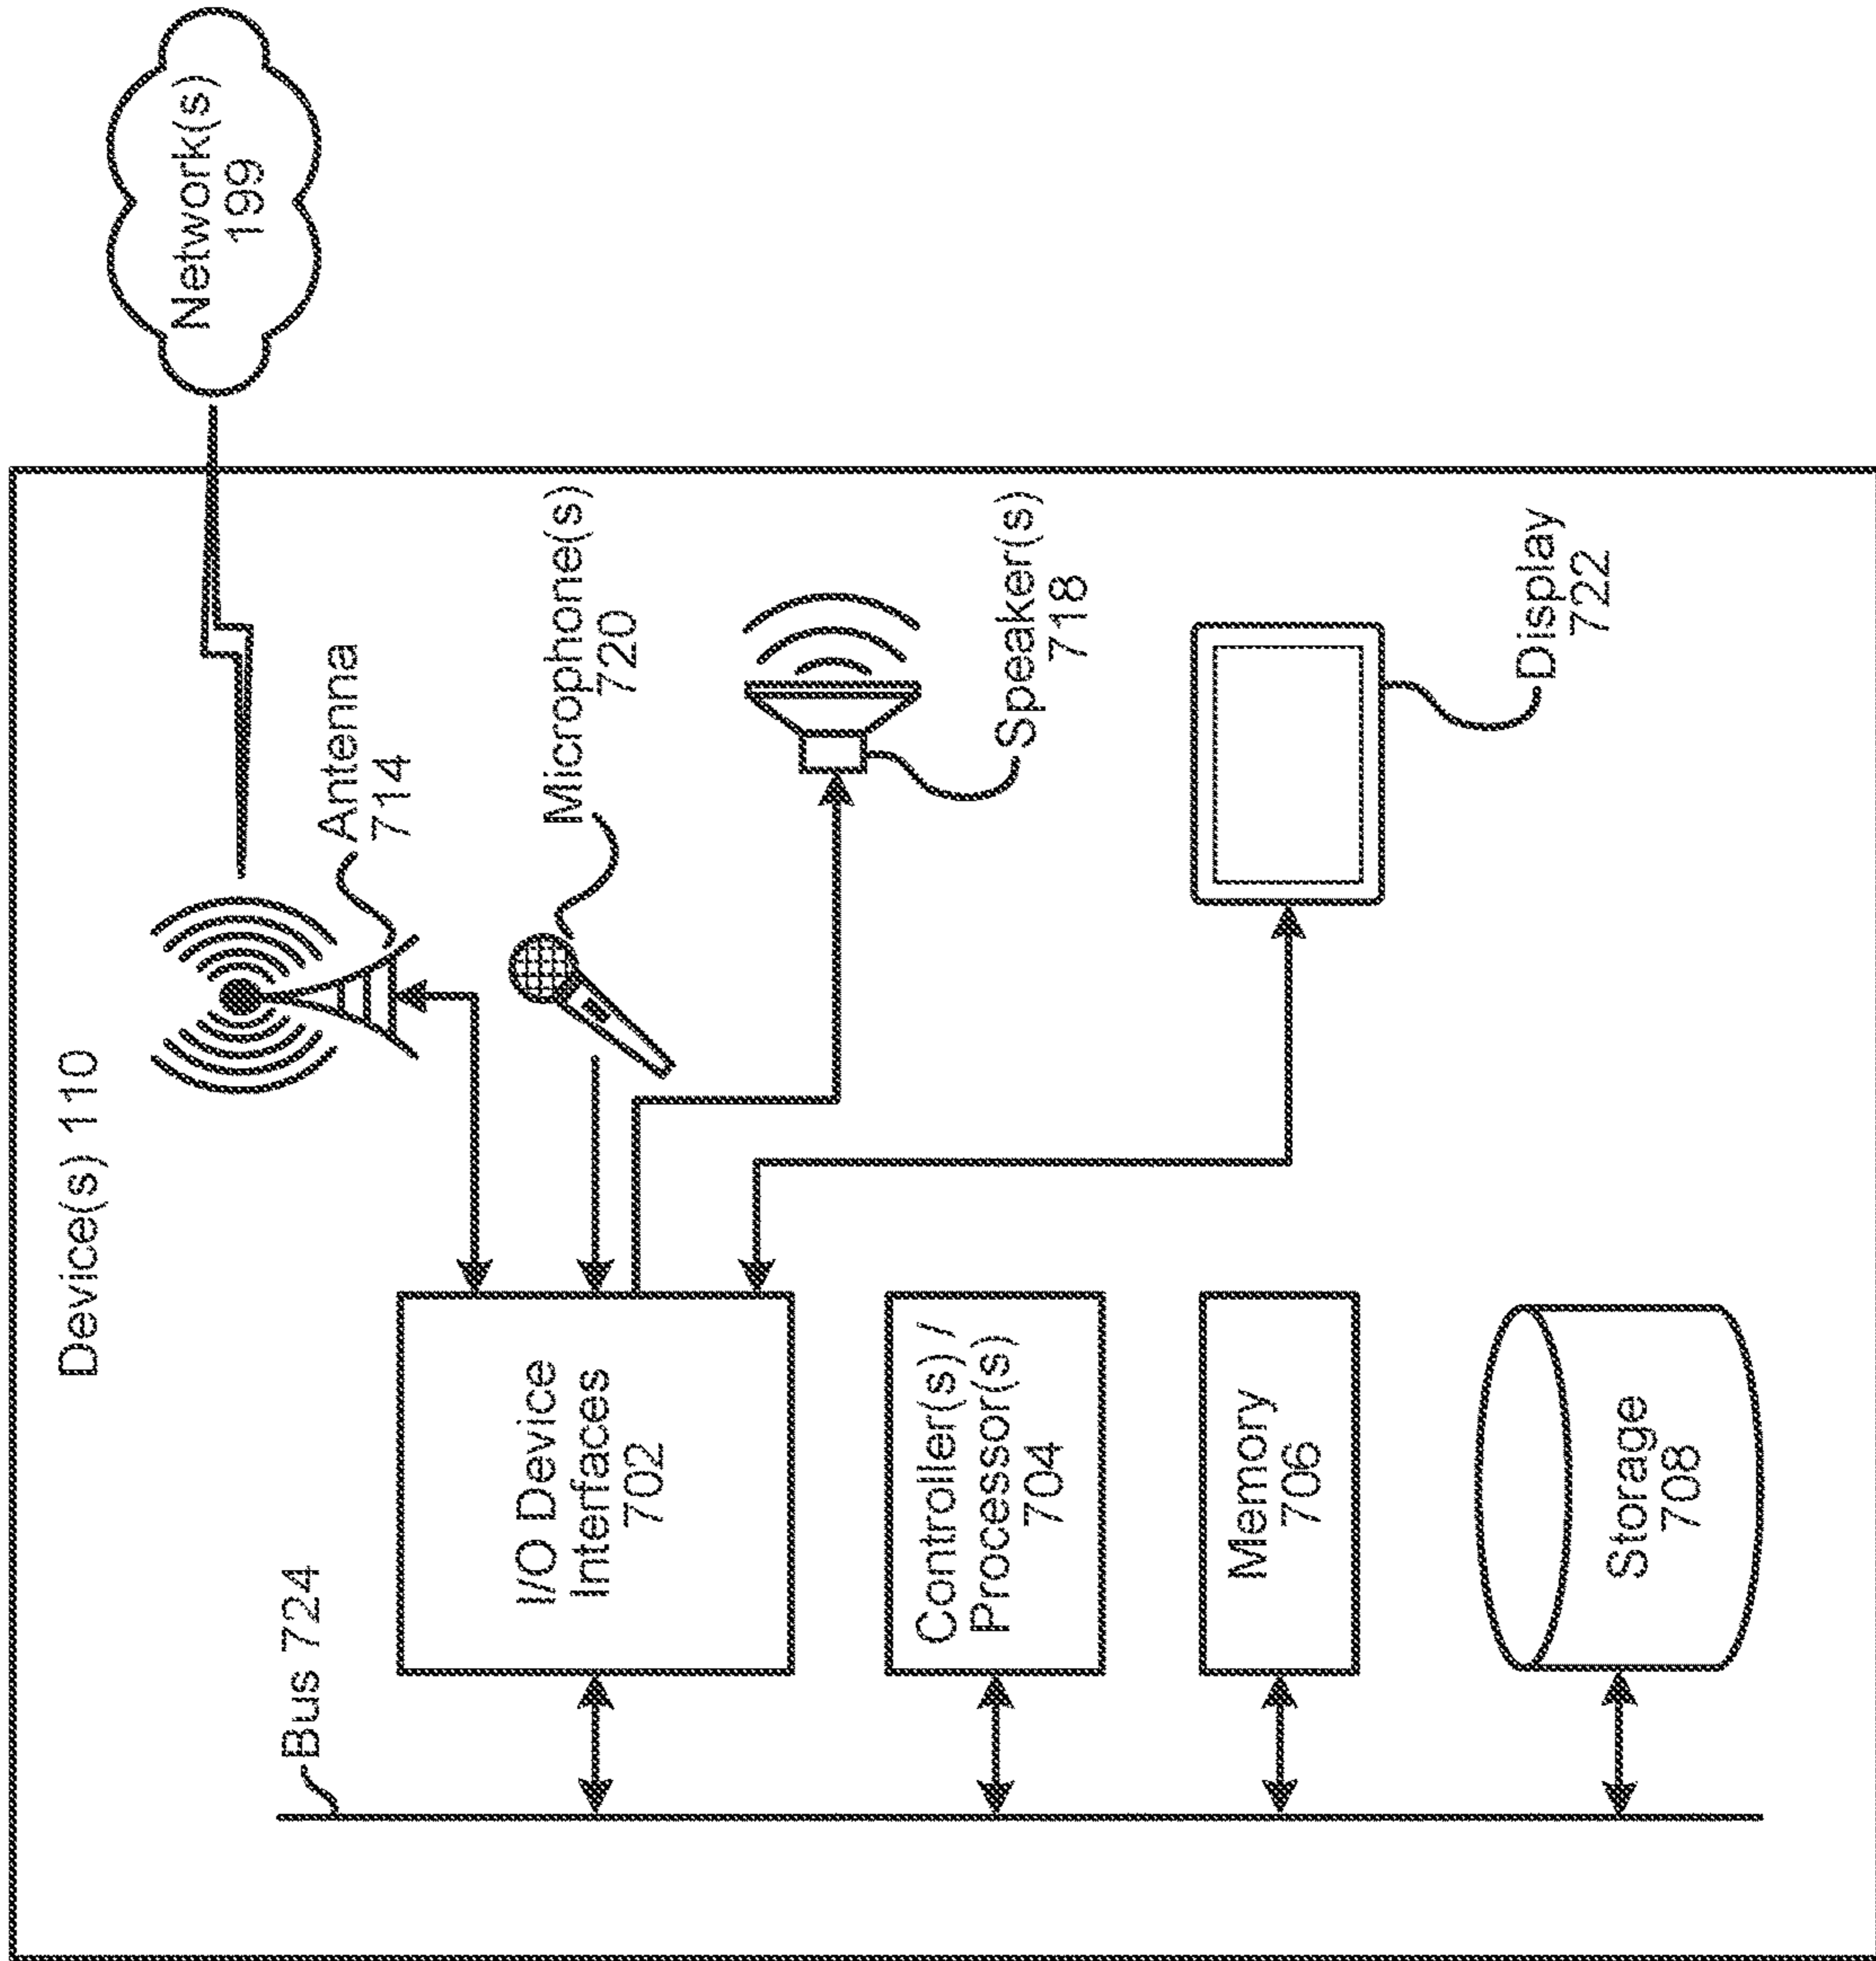 Device(s) 110
Bus 724
I/O Device
Interfaces
702
Controller(s) /
Processor(s)
704
Memory
706
Storage
708
Antenna
714
Microphone(s)
720
Speaker(s)
718
Display
722
Network(s)
199